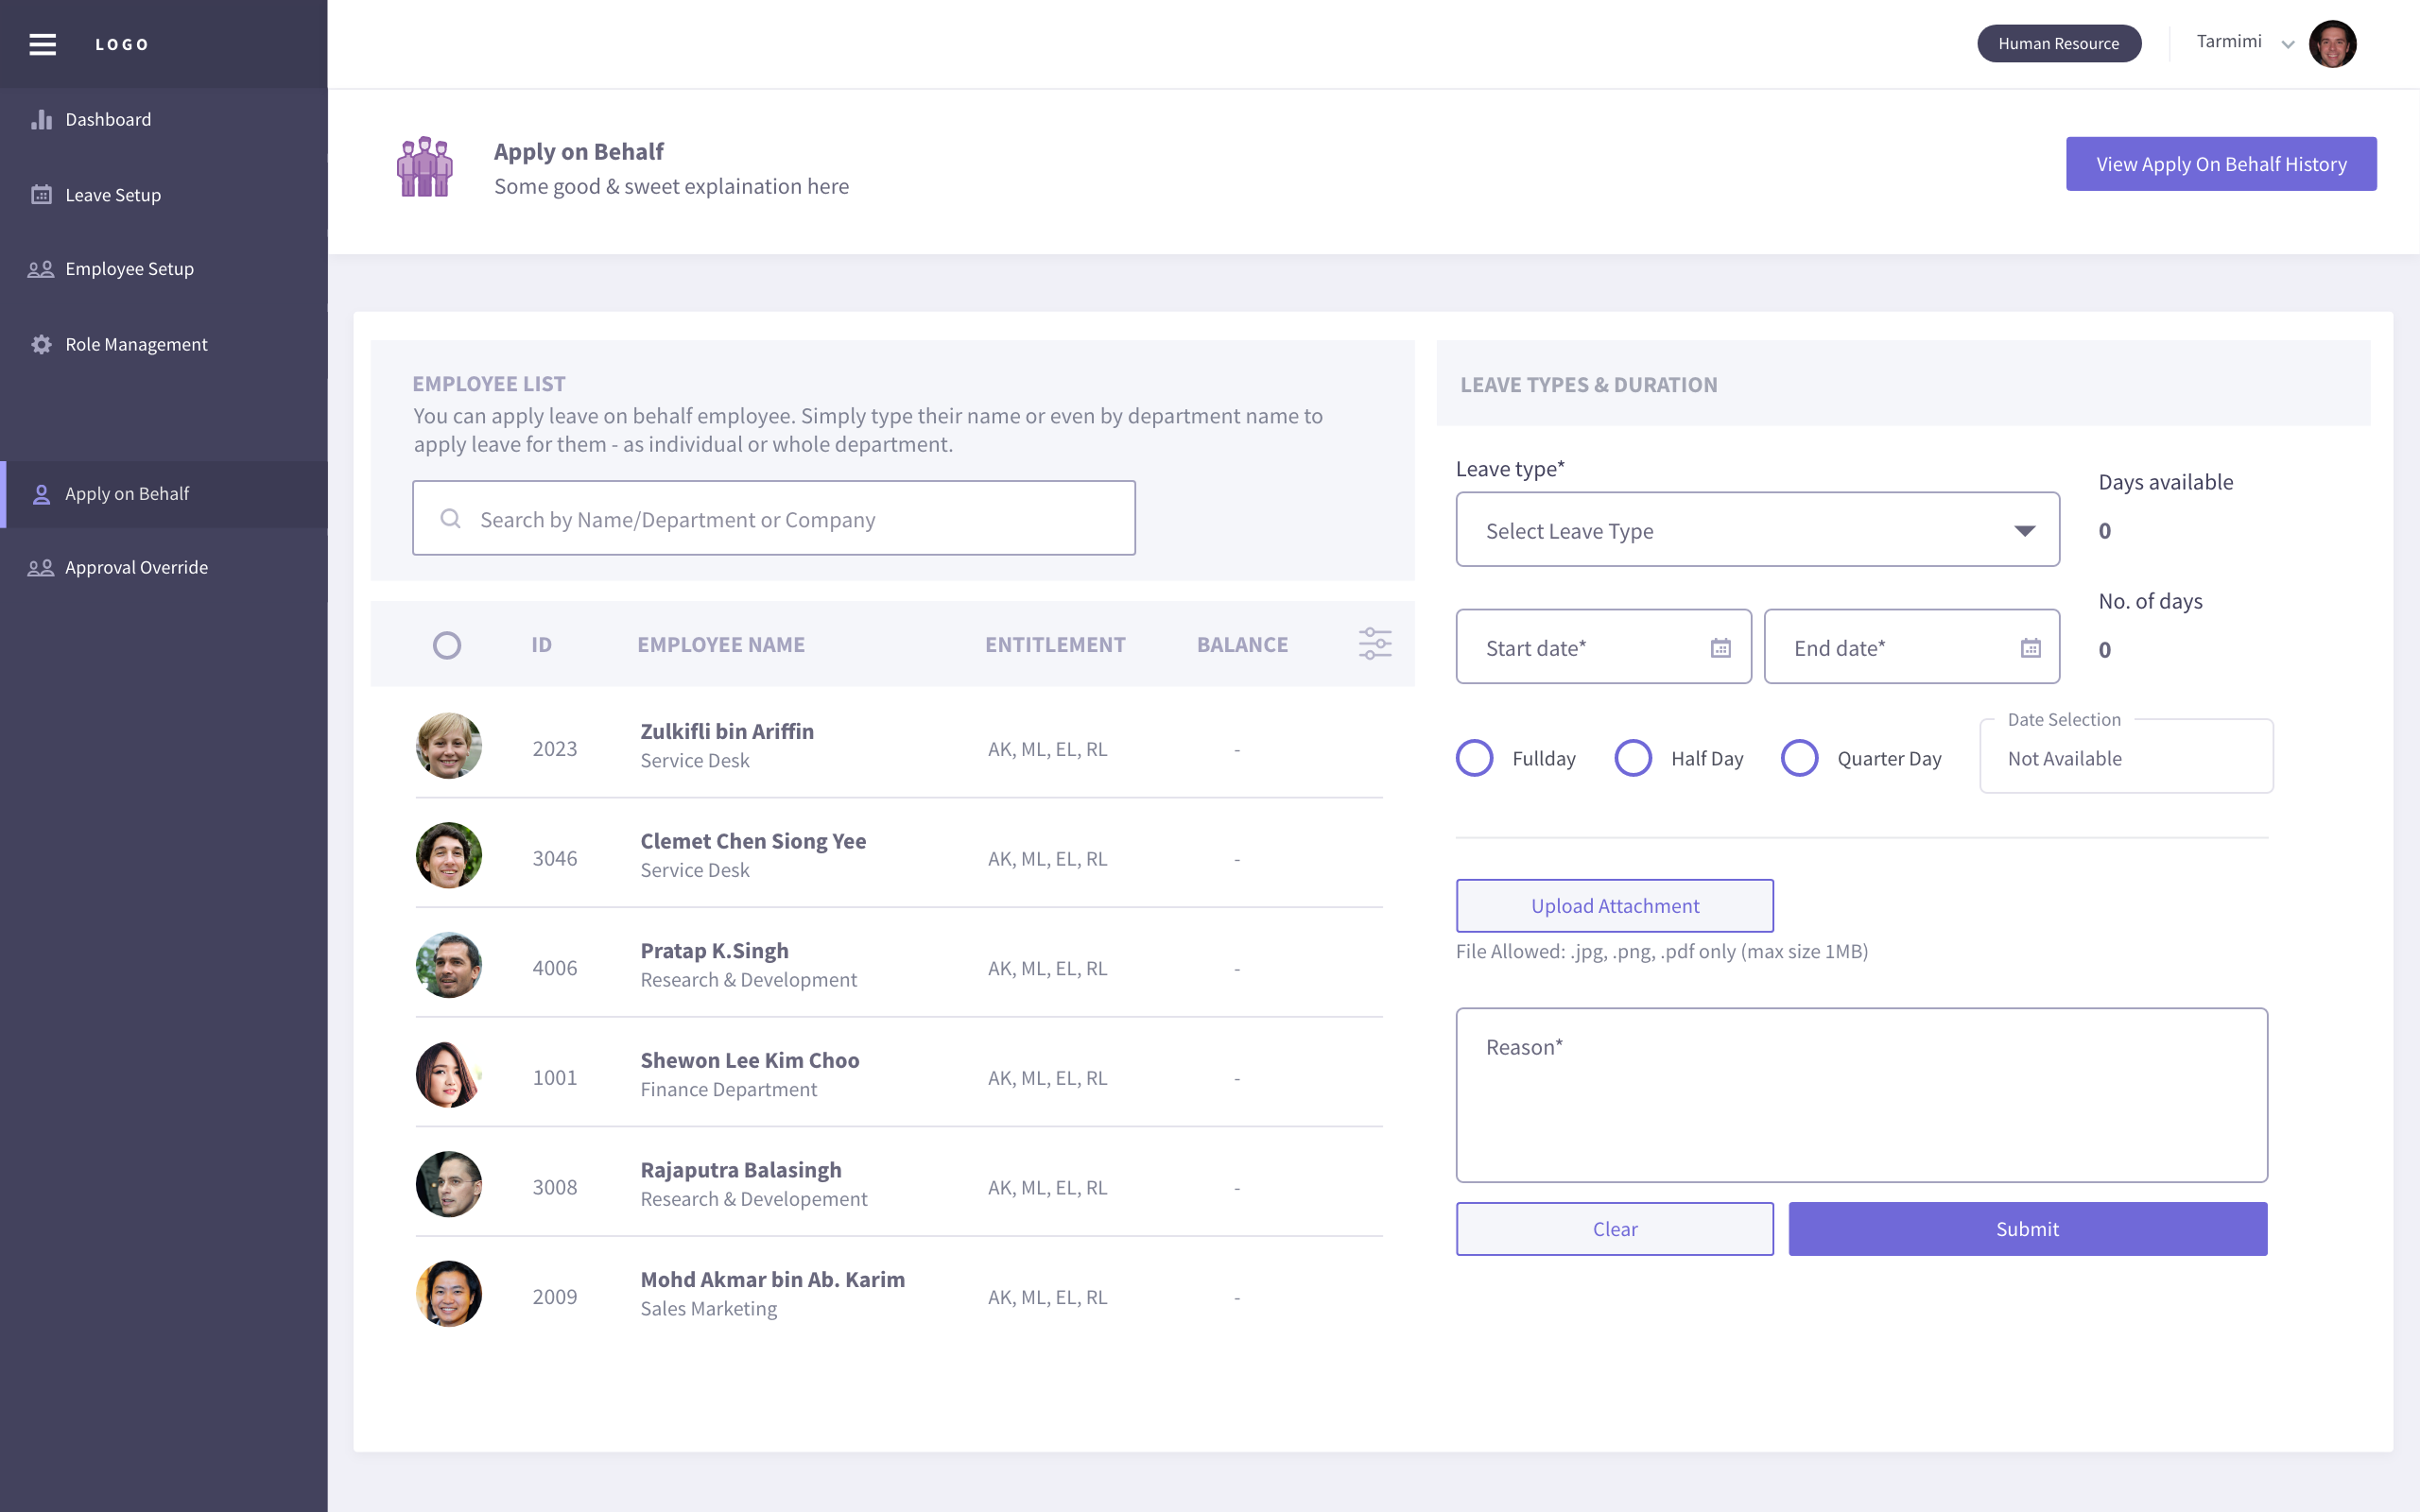 LOGO
Human Resource
Tarmimi
Dashboard
Leave Setup
Employee Setup
Role Management
Apply on Behalf
Approval Override
Apply on Behalf
Some good & sweet explaination here
View Apply On Behalf History
EMPLOYEE LIST
You can apply leave on behalf employee. Simply type their name or even by department name to
apply leave for them - as individual or whole department.
Search by Name/Department or Company
ID EMPLOYEE NAME ENTITLEMENT BALANCE
Zulkifli bin Ariffin
2023 AK, ML, EL, RL -
Service Desk
Clemet Chen Siong Yee
3046 AK, ML, EL, RL -
Service Desk
Pratap K.Singh
4006 AK, ML, EL, RL -
Research & Development
Shewon Lee Kim Choo
1001 AK, ML, EL, RL -
Finance Department
Rajaputra Balasingh
3008 AK, ML, EL, RL -
Research & Developement
Mohd Akmar bin Ab. Karim
2009 AK, ML, EL, RL -
Sales Marketing
LEAVE TYPES & DURATION
Leave type*
Select Leave Type
Days available
0
Start date*
End date*
No. of days
0
Fullday
Half Day
Quarter Day
Date Selection
Not Available
Upload Attachment
File Allowed: .jpg, .png, .pdf only (max size 1MB)
Reason*
Clear
Submit